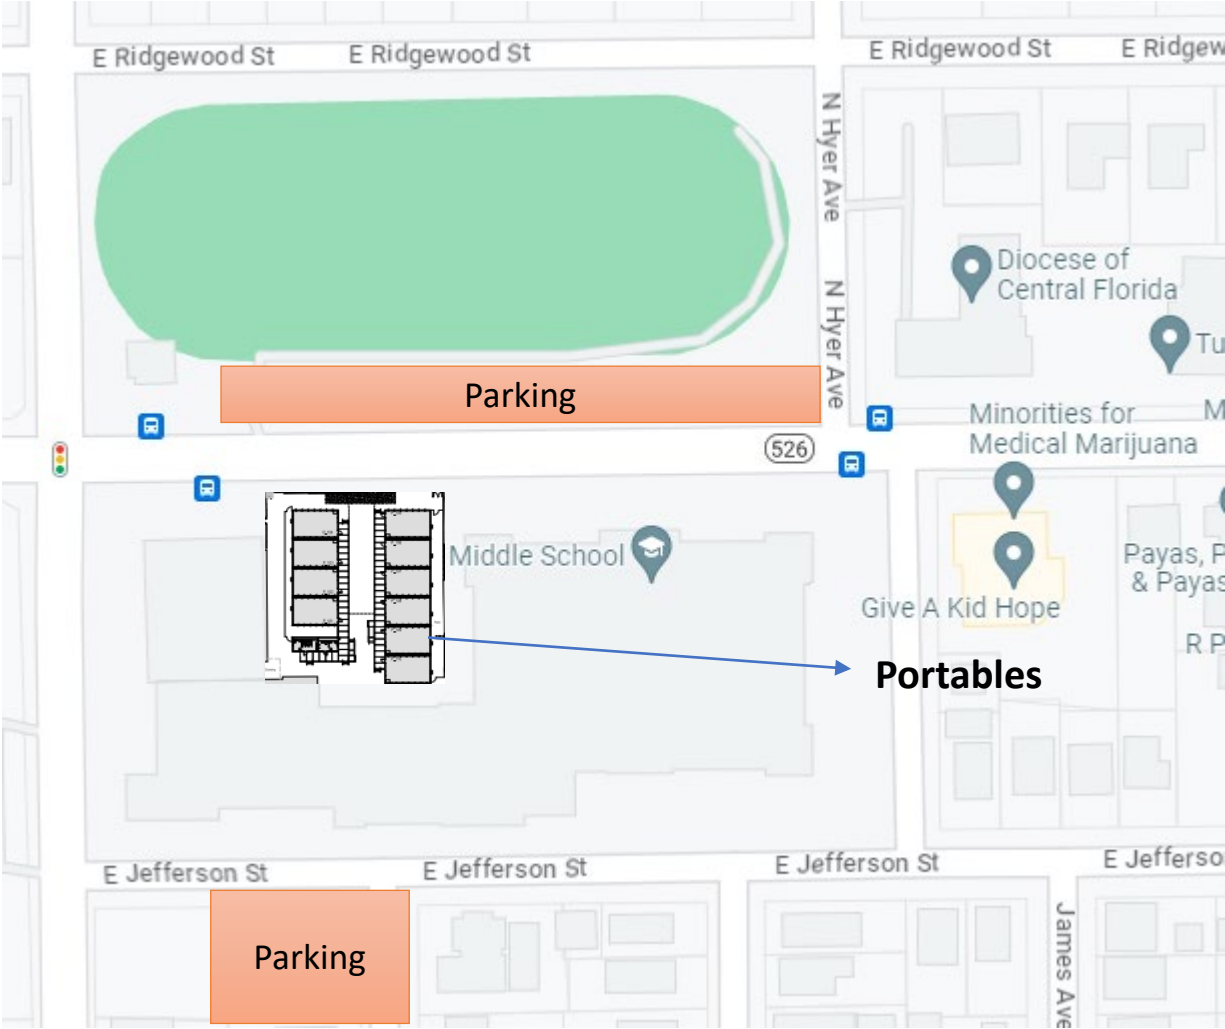 E Ridgewood St
E Ridgewood St
E Ridgewood St
E Ridgew
N Hyer Ave
Diocese of
Central Florida
Tu
N Hyer Ave
Parking
Minorities for
Medical Marijuana
M
526
Middle School
Payas, P
& Payas
Give A Kid Hope
R P
Portables
E Jefferson St
E Jefferson St
E Jefferson St
E Jefferso
Parking
James Ave